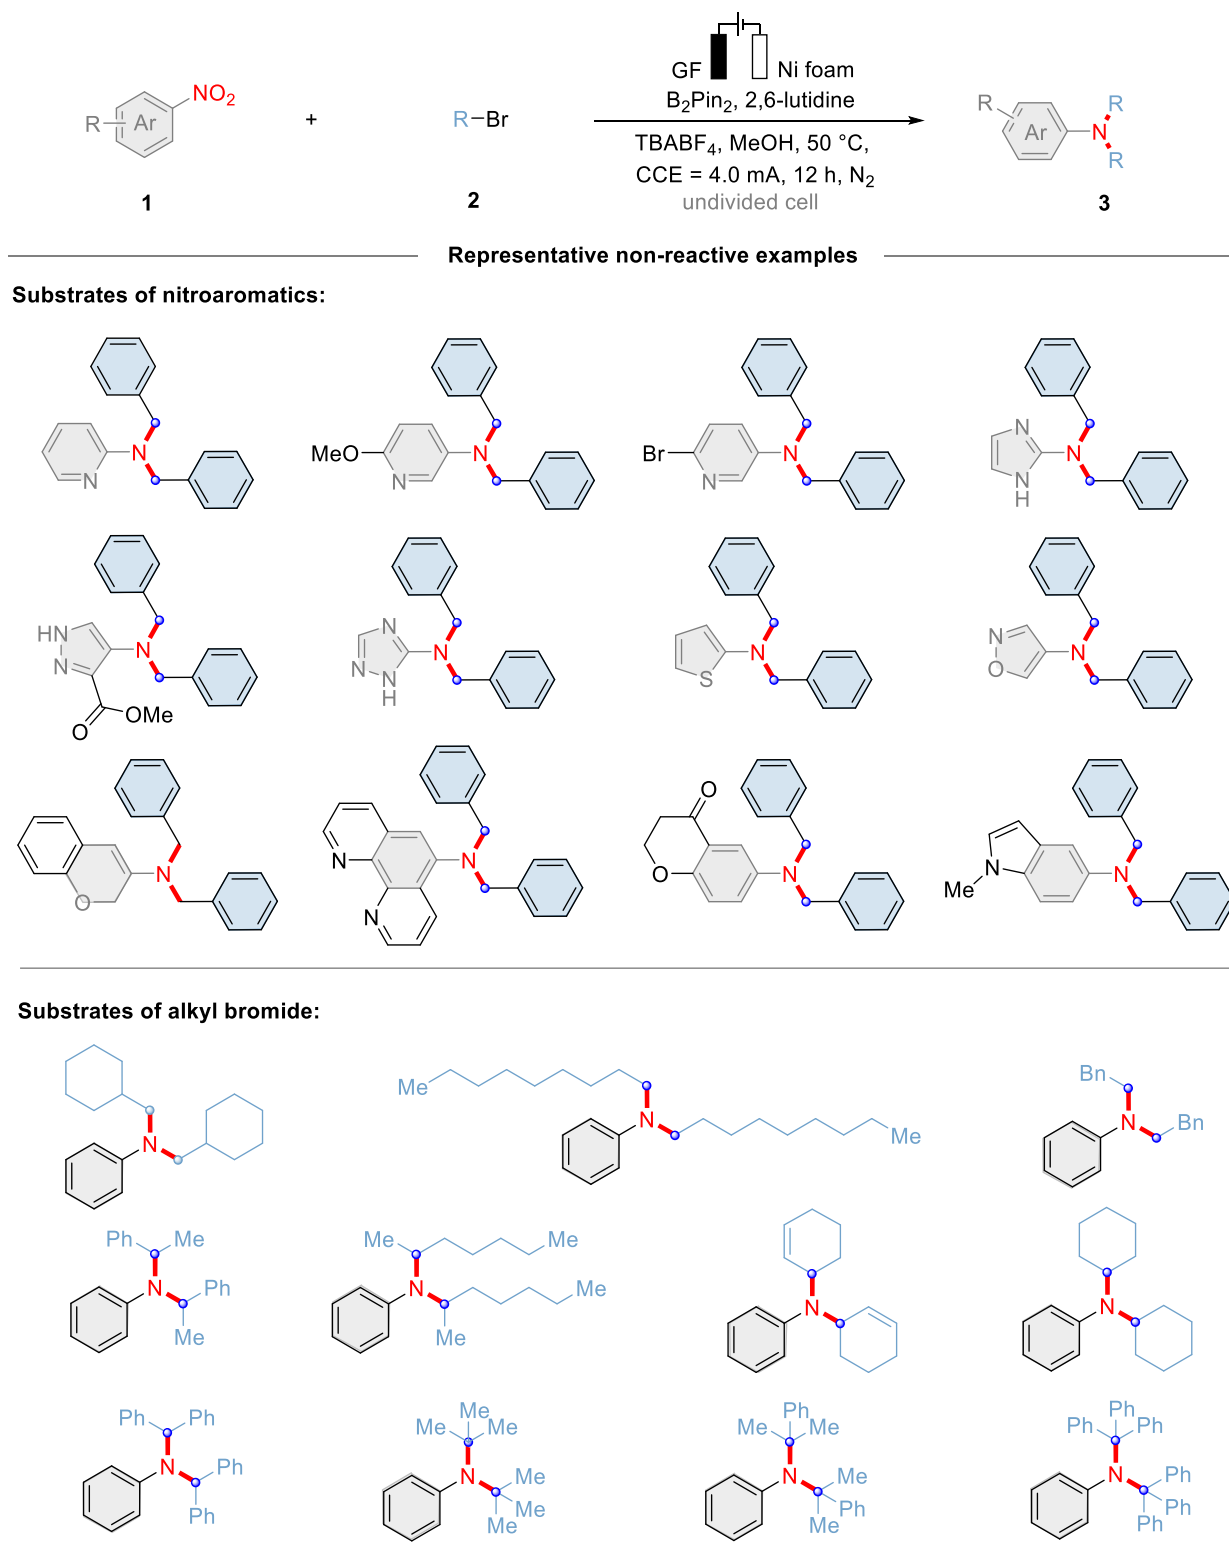 GF
Ni foam
B2Pin2, 2,6-lutidine
TBABF4, MeOH, 50 °C,
CCE = 4.0 mA, 12 h, N2
undivided cell
R
Ar
NO2
+
R–Br
R
Ar
N
R
R
1
2
3
Representative non-reactive examples
Substrates of nitroaromatics:
N
N
MeO
N
N
Br
N
N
N
N
H
N
HN
N
N
O
OMe
N
N
N
H
N
S
N
N
O
N
O
N
N
N
N
O
O
N
N
Me
N
Substrates of alkyl bromide:
N
Me
N
Me
Bn
N
Bn
Ph
Me
N
Ph
Me
Me
Me
N
Me
Me
N
N
Ph
Ph
N
Ph
Ph
Me
Me
Me
N
Me
Me
Me
Ph
Me
Me
N
Me
Ph
Me
Ph
Ph
Ph
N
Ph
Ph
Ph